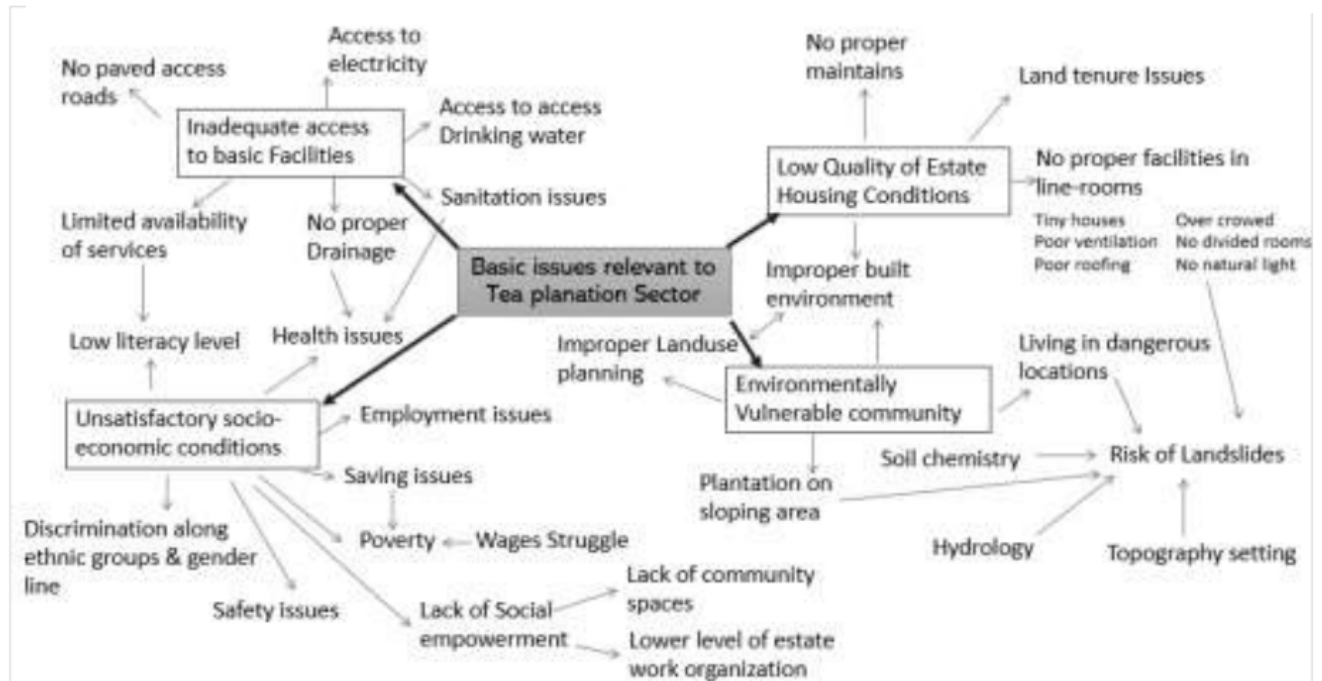 Access to
electricity
No paved access
roads
Access to access
Drinking water
Inadequate access
to basic Facilities
Sanitation issues
Limited availability
of services
No proper
Drainage
Low literacy level
Health issues
No proper
maintains
Land tenure Issues
Low Quality of Estate
Housing Conditions
No proper facilities in
line-rooms
Tiny houses
Over crowed
Poor ventilation
No divided rooms
Poor roofing
No natural light
Basic issues relevant to
Tea planation Sector
Improper built
environment
Improper Landuse
planning
Environmentally
Vulnerable community
Living in dangerous
locations
Unsatisfactory socio-
economic conditions
Employment issues
Saving issues
Soil chemistry
Risk of Landslides
Plantation on
sloping area
Discrimination along
ethnic groups & gender
line
Poverty
Wages Struggle
Hydrology
Topography setting
Safety issues
Lack of Social
empowerment
Lack of community
spaces
Lower level of estate
work organization